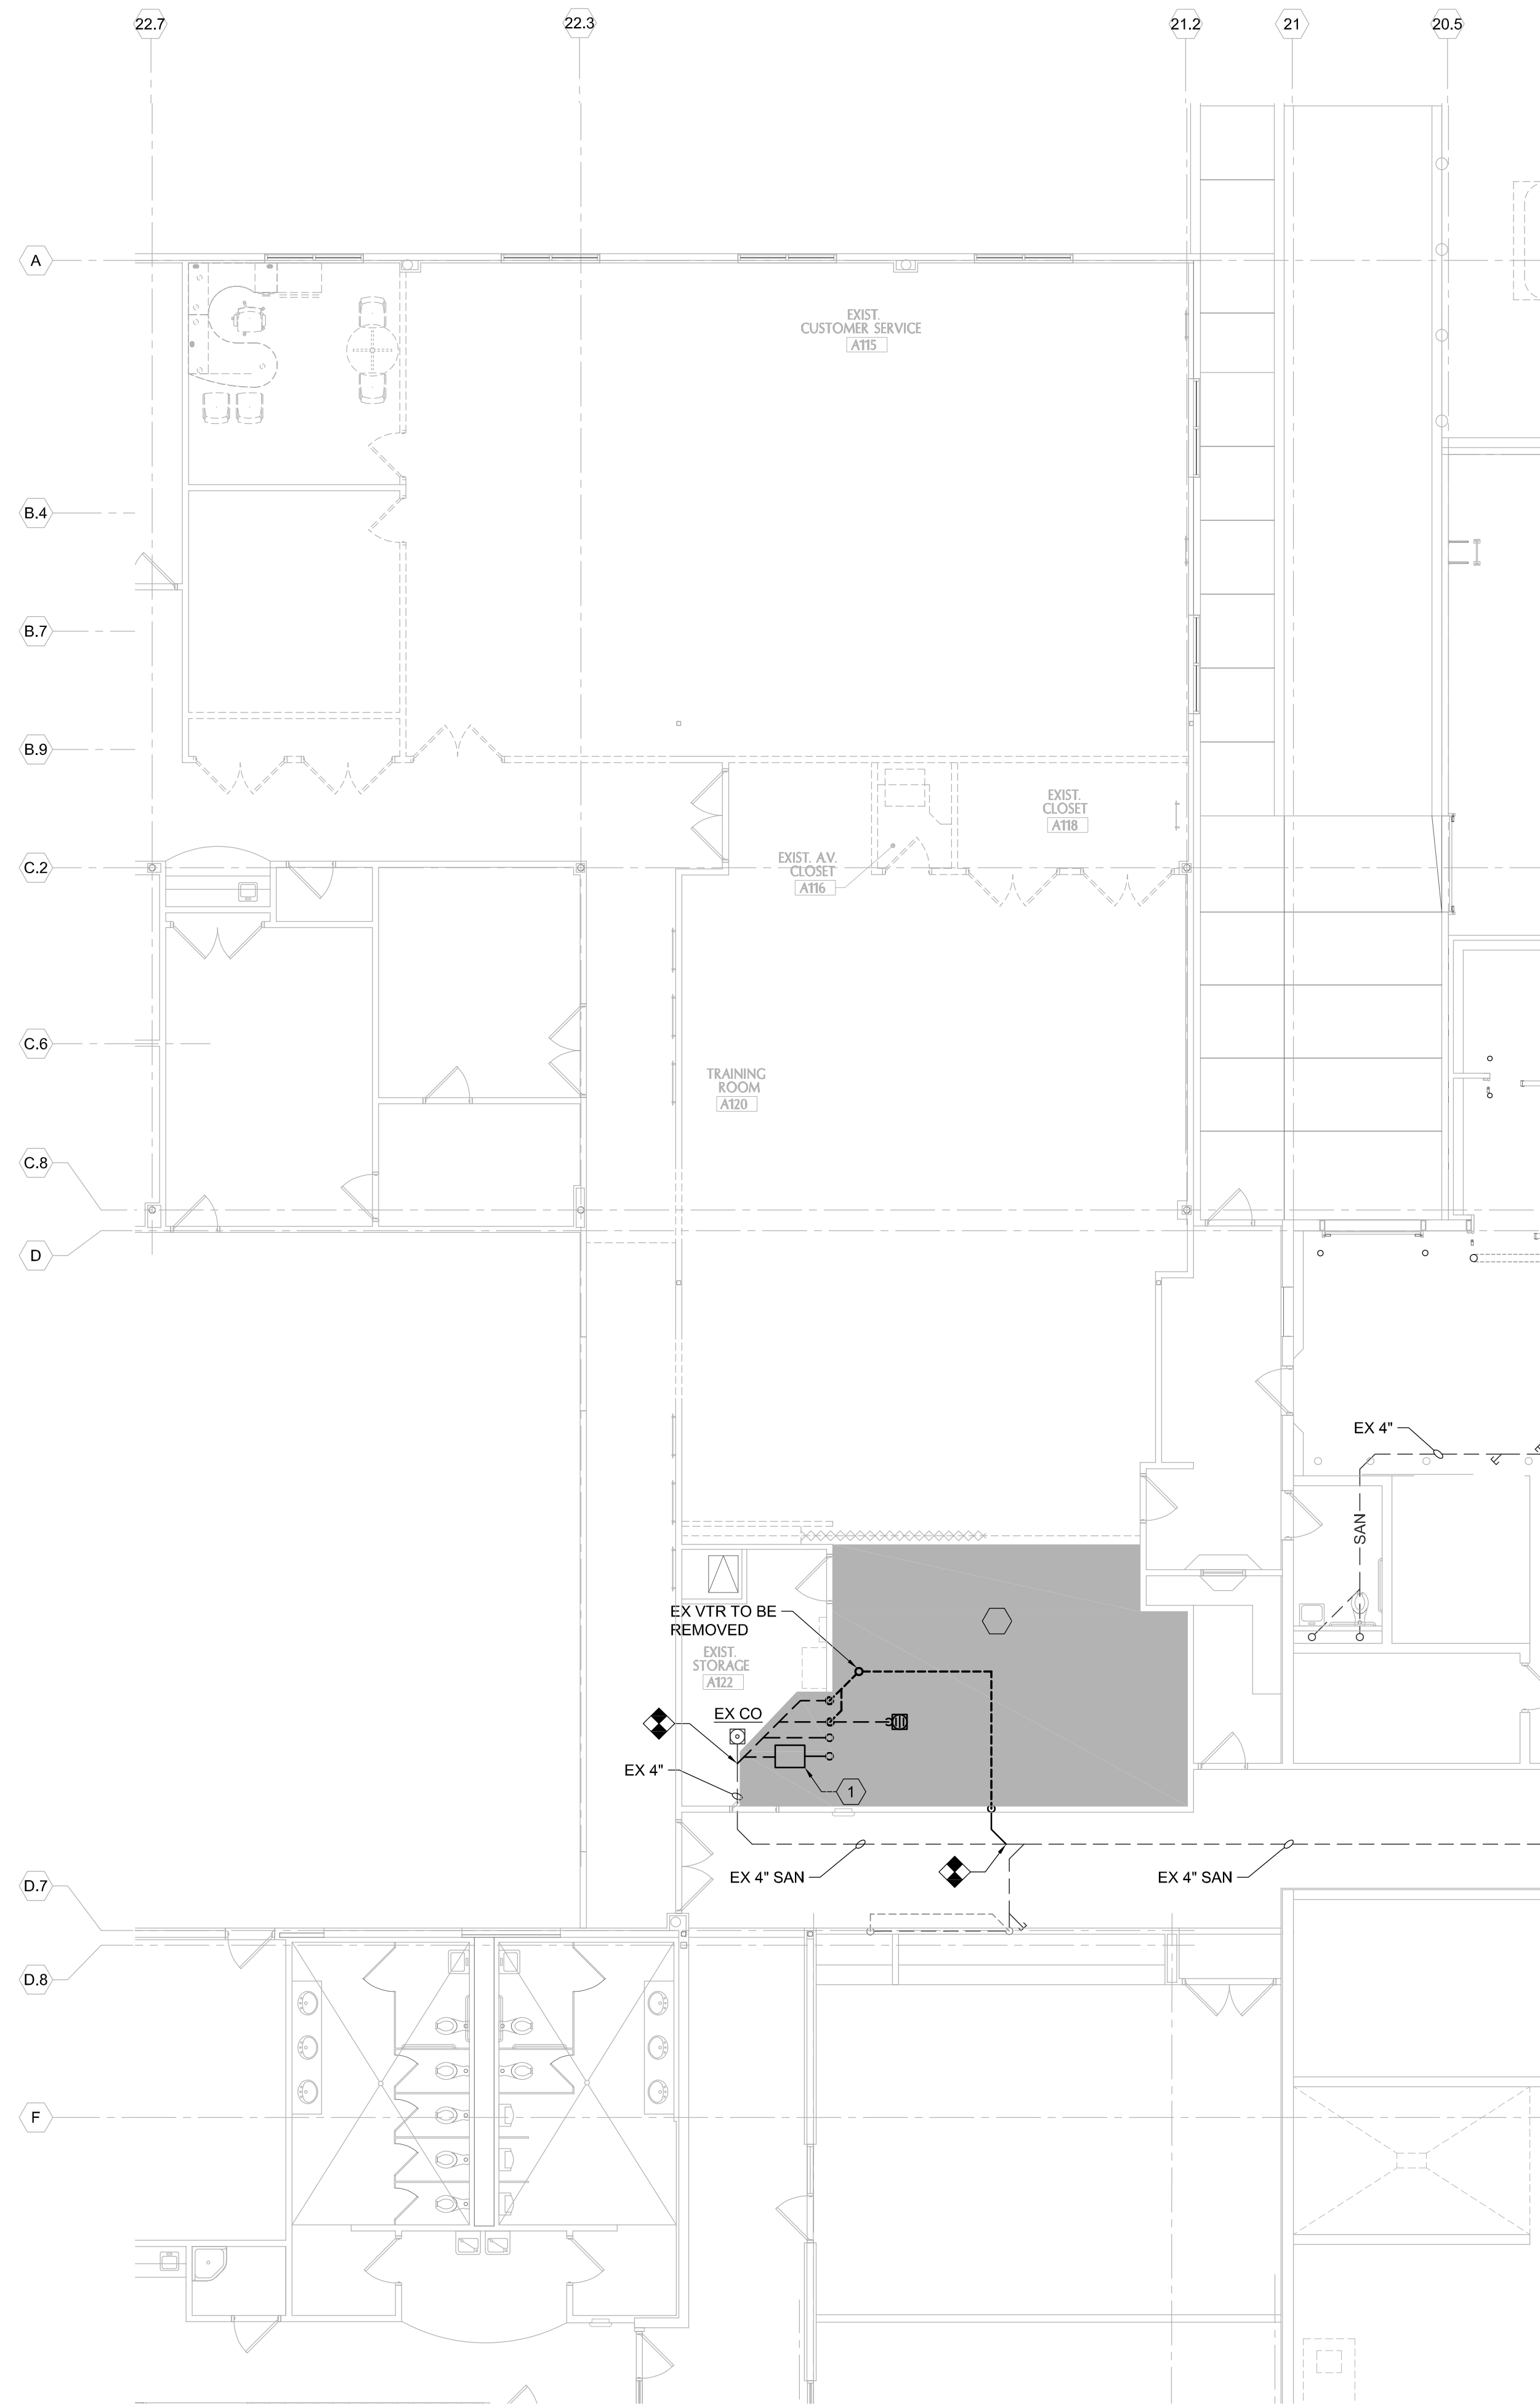 22.7
22.3
21.2
21
20.5
A
EXIST.
CUSTOMER SERVICE
A115
B.4
B.7
B.9
EXIST.
CLOSET
A118
C.2
EXIST. A.V.
CLOSET
A116
C.6
TRAINING
ROOM
A120
C.8
D
EX 4"
SAN
EX VTR TO BE
REMOVED
EXIST.
STORAGE
A122
EX CO
EX 4"
1
EX 4" SAN
EX 4" SAN
D.7
D.8
F